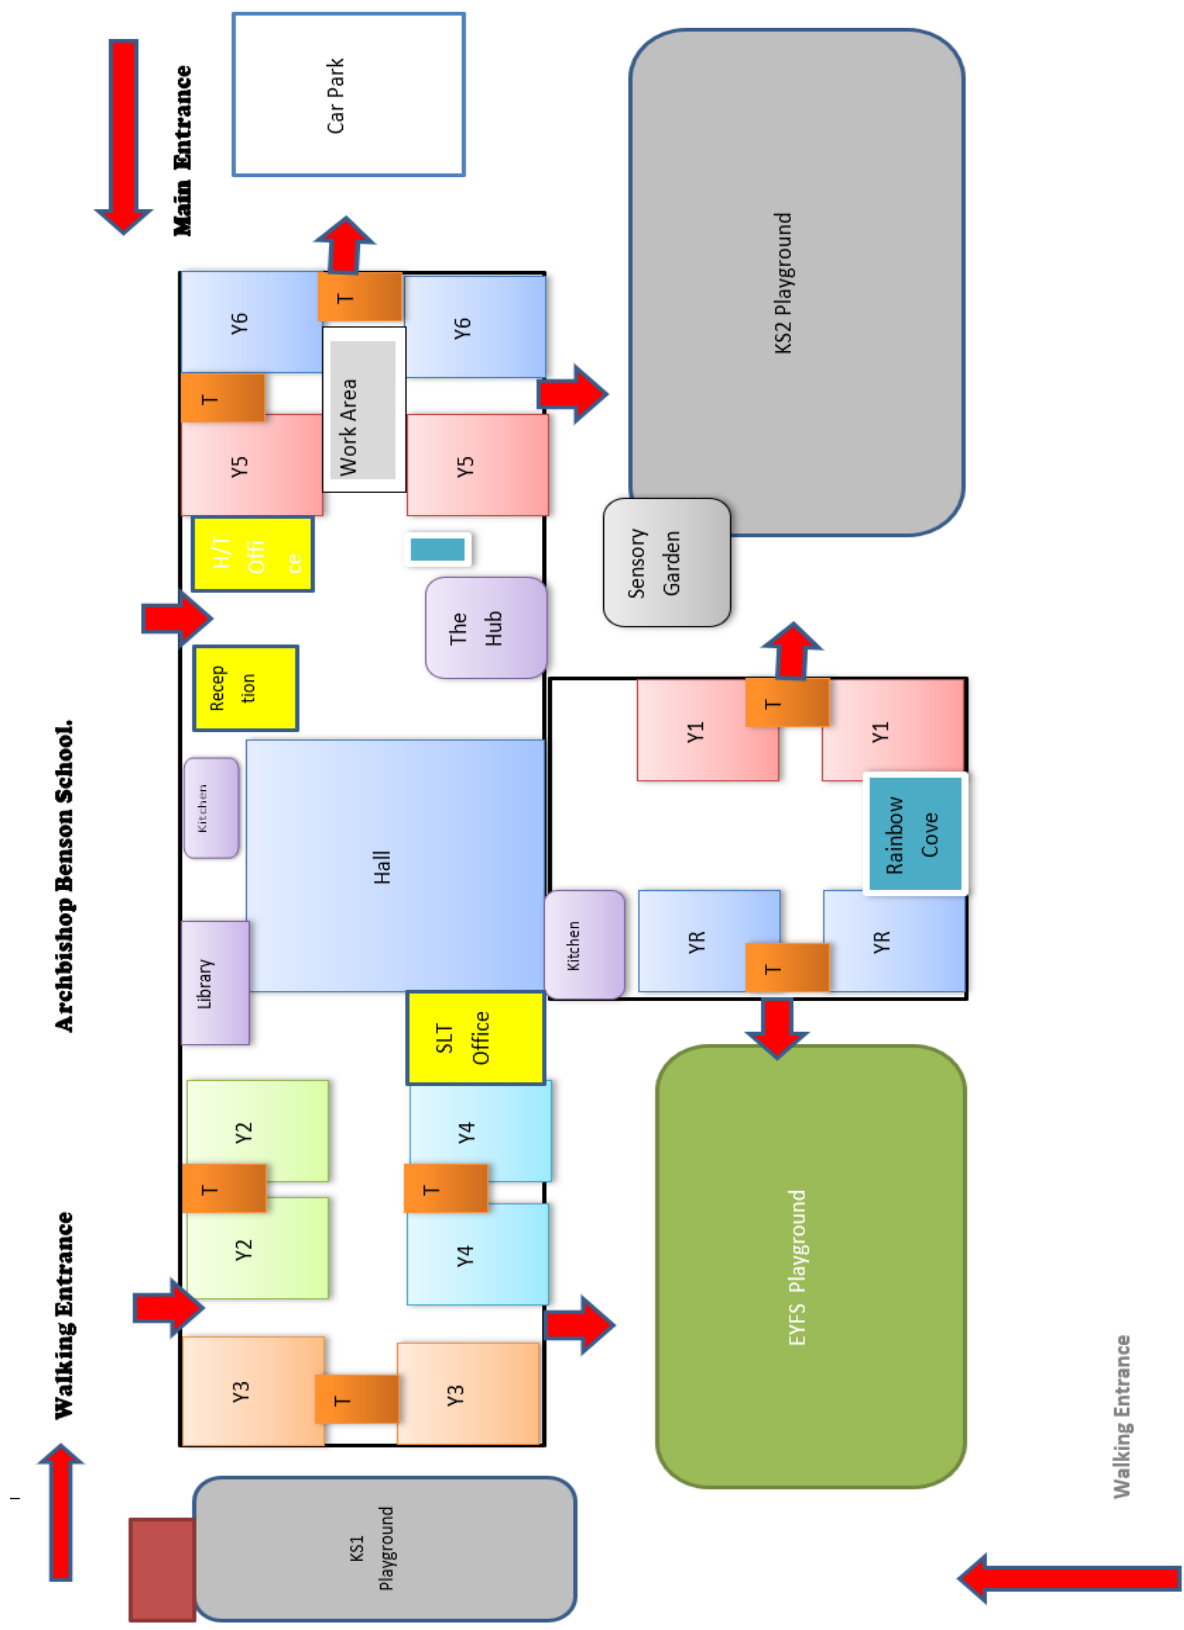 Walking Entrance
Archbishop Benson School.
Main Entrance
Y3
Y2
T
Y2
Library
Kitchen
Recep
tion
H/T
Offi
ce
Y5
T
Y6
Car Park
KS1
Playground
T
Hall
Work Area
T
Y3
Y4
T
Y4
SLT
Office
The
Hub
Y5
Y6
Kitchen
Sensory
Garden
YR
Y1
EYFS Playground
T
T
KS2 Playground
YR
Rainbow
Cove
Y1
Walking Entrance